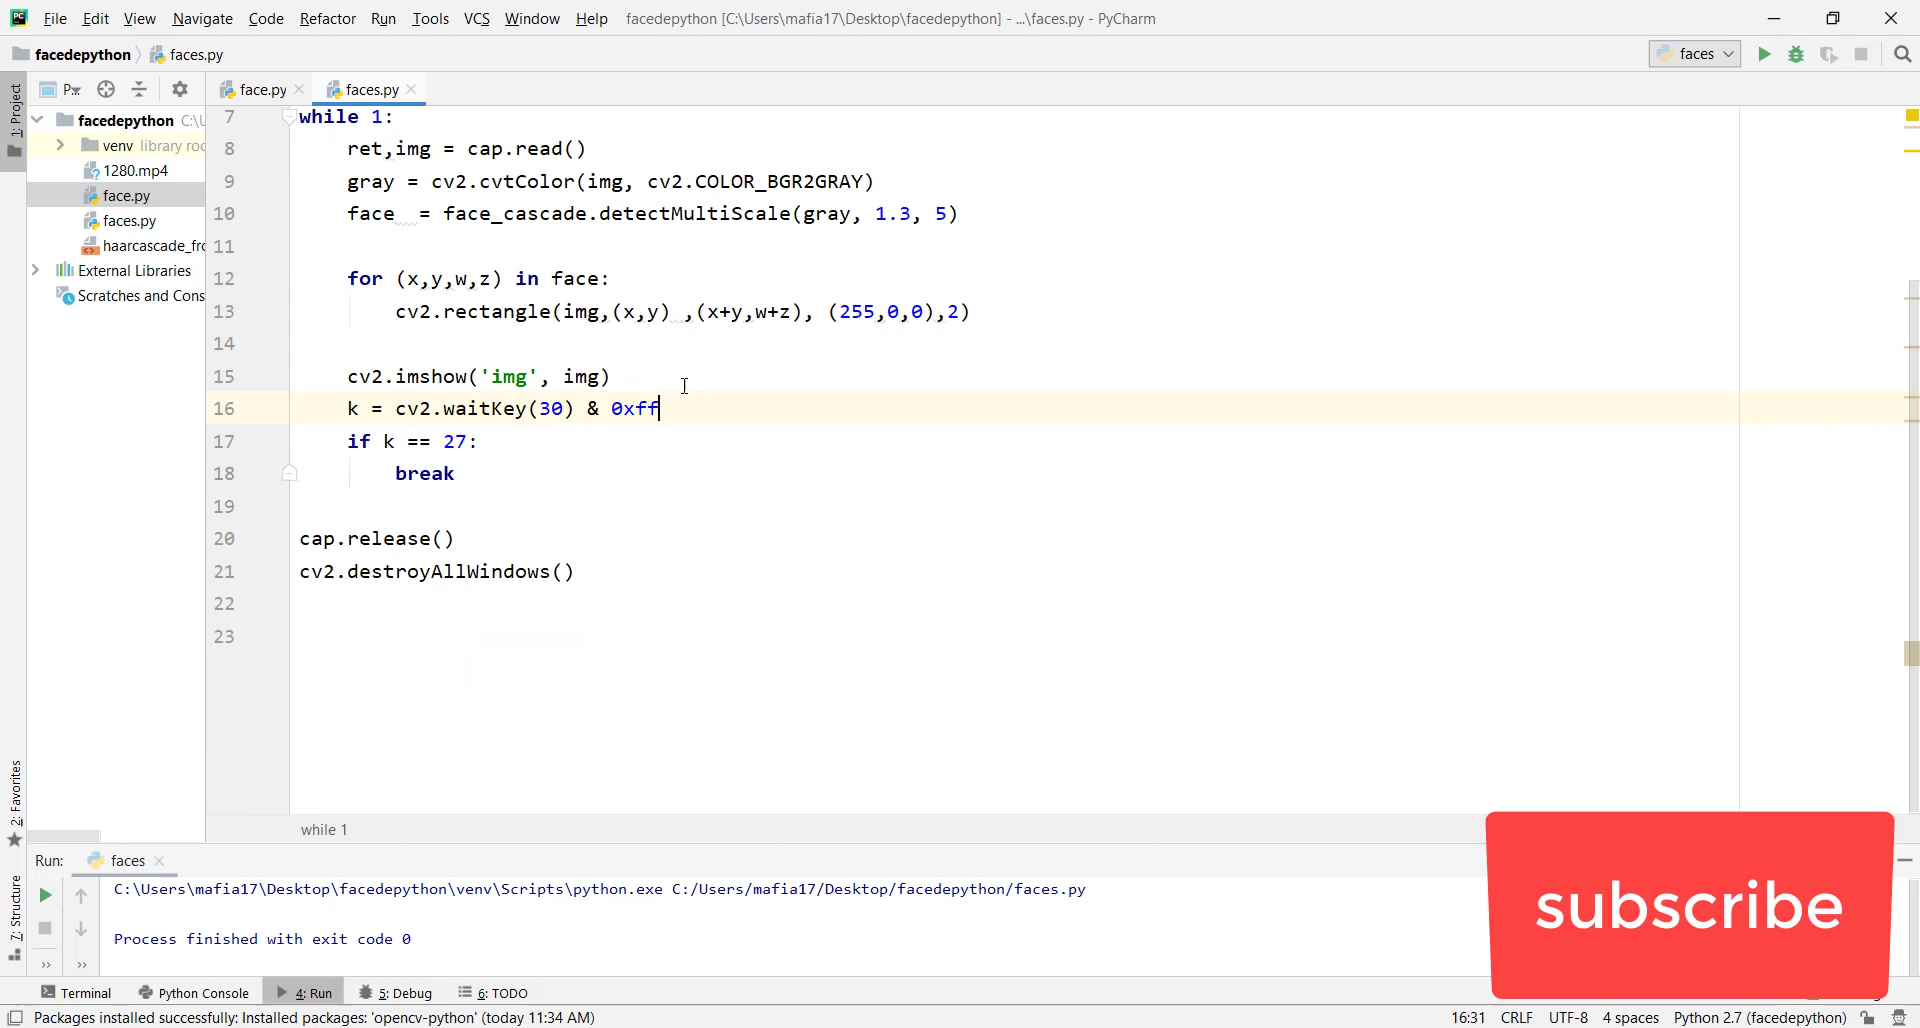 PC File Edit View Navigate Code Refactor Run Tools VCS Window Help facedepython [C:\Users\mafia17\Desktop\facedepython] - ...\faces.py - PyCharm
facedepython faces.py faces
1: Project
P... face.py faces.py
facedepython C:\U
venv library roo
1280.mp4
face.py
faces.py
haarcascade_fro
External Libraries
Scratches and Cons
7 while 1:
8 ret,img = cap.read()
9 gray = cv2.cvtColor(img, cv2.COLOR_BGR2GRAY)
10 face = face_cascade.detectMultiScale(gray, 1.3, 5)
11
12 for (x,y,w,z) in face:
13 cv2.rectangle(img,(x,y) ,(x+y,w+z), (255,0,0),2)
14
15 cv2.imshow('img', img)
16 k = cv2.waitKey(30) & 0xff
17 if k == 27:
18 break
19
20 cap.release()
21 cv2.destroyAllWindows()
22
23
while 1
2: Favorites
7: Structure
Run: faces
C:\Users\mafia17\Desktop\facedepython\venv\Scripts\python.exe C:/Users/mafia17/Desktop/facedepython/faces.py
Process finished with exit code 0
subscribe
Terminal Python Console 4: Run 5: Debug 6: TODO
Packages installed successfully: Installed packages: 'opencv-python' (today 11:34 AM) 16:31 CRLF UTF-8 4 spaces Python 2.7 (facedepython)